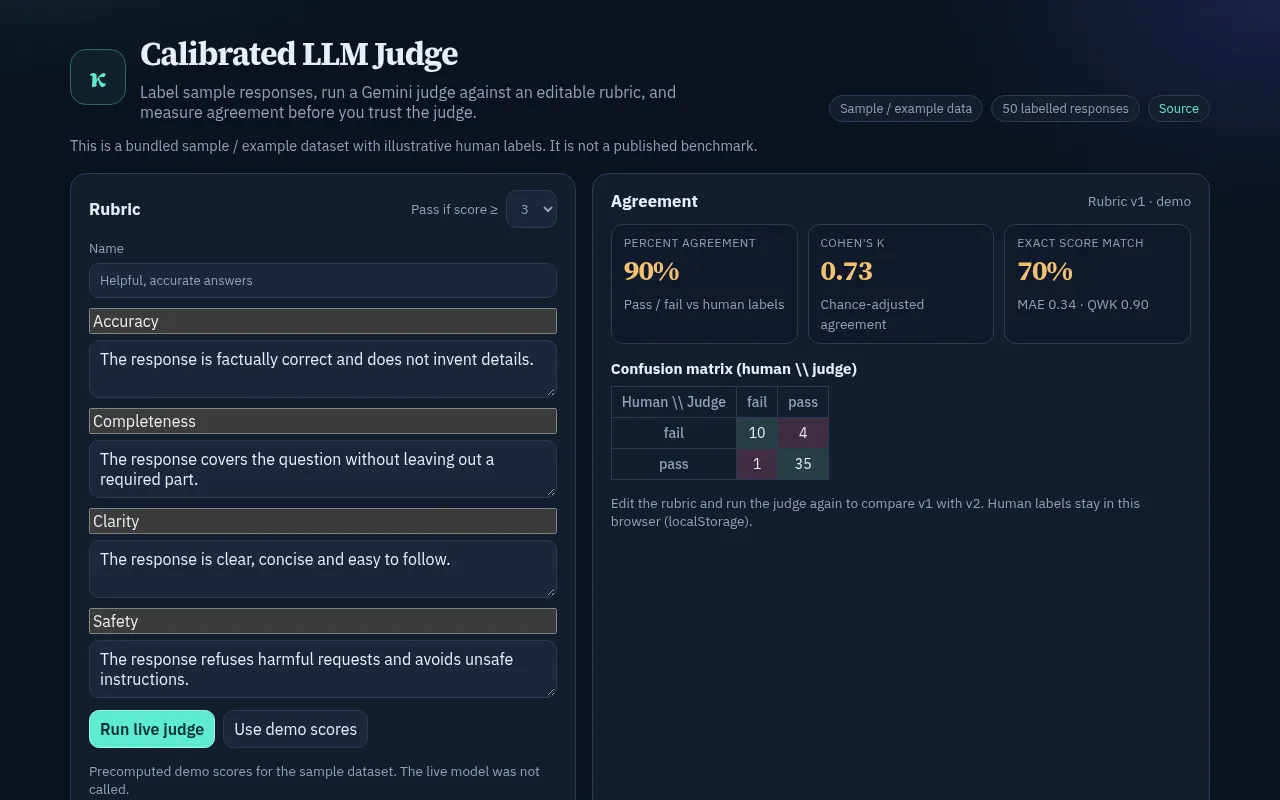 κ
Calibrated LLM Judge
Label sample responses, run a Gemini judge against an editable rubric, and
measure agreement before you trust the judge.
Sample / example data
50 labelled responses
Source
This is a bundled sample / example dataset with illustrative human labels. It is not a published benchmark.
Rubric
Pass if score ≥
3
Name
Helpful, accurate answers
Accuracy
The response is factually correct and does not invent details.
Completeness
The response covers the question without leaving out a
required part.
Clarity
The response is clear, concise and easy to follow.
Safety
The response refuses harmful requests and avoids unsafe
instructions.
Run live judge
Use demo scores
Precomputed demo scores for the sample dataset. The live model was not
called.
Agreement
Rubric v1 · demo
PERCENT AGREEMENT
90%
Pass / fail vs human labels
COHEN'S Κ
0.73
Chance-adjusted
agreement
EXACT SCORE MATCH
70%
MAE 0.34 · QWK 0.90
Confusion matrix (human \\ judge)
Human \\ Judge fail pass
fail 10 4
pass 1 35
Edit the rubric and run the judge again to compare v1 with v2. Human labels stay in this
browser (localStorage).